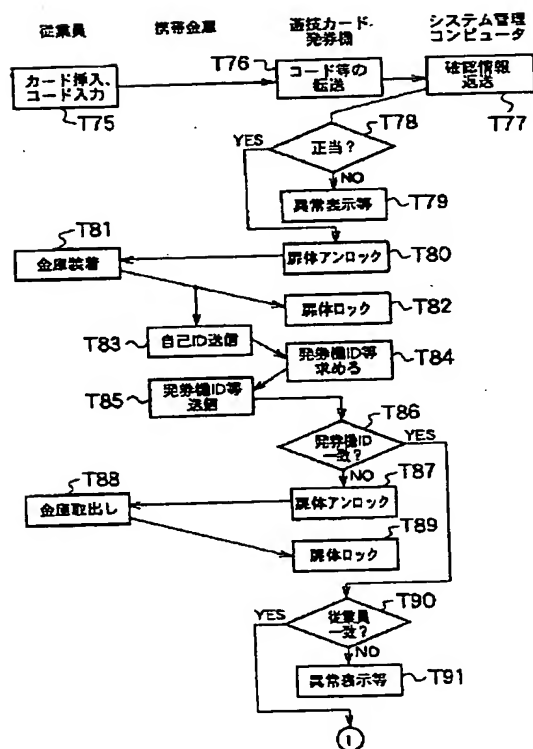 従業員
携帯金庫
遊技カード・
発券機
システム管理
コンピュータ
カード挿入、
コード入力
T75
T76
コード等の
転送
確認情報
返送
T77
T78
正当?
YES
NO
異常表示等
T79
T81
金庫装着
扉体アンロック
T80
扉体ロック
T82
T83
自己ID送信
発券機ID等
求める
T84
T85
発券機ID等
送信
T86
発券機ID
一致?
YES
NO
T87
T88
金庫取出し
扉体アンロック
T89
扉体ロック
T90
YES
従業員
一致?
NO
異常表示等
T91
1